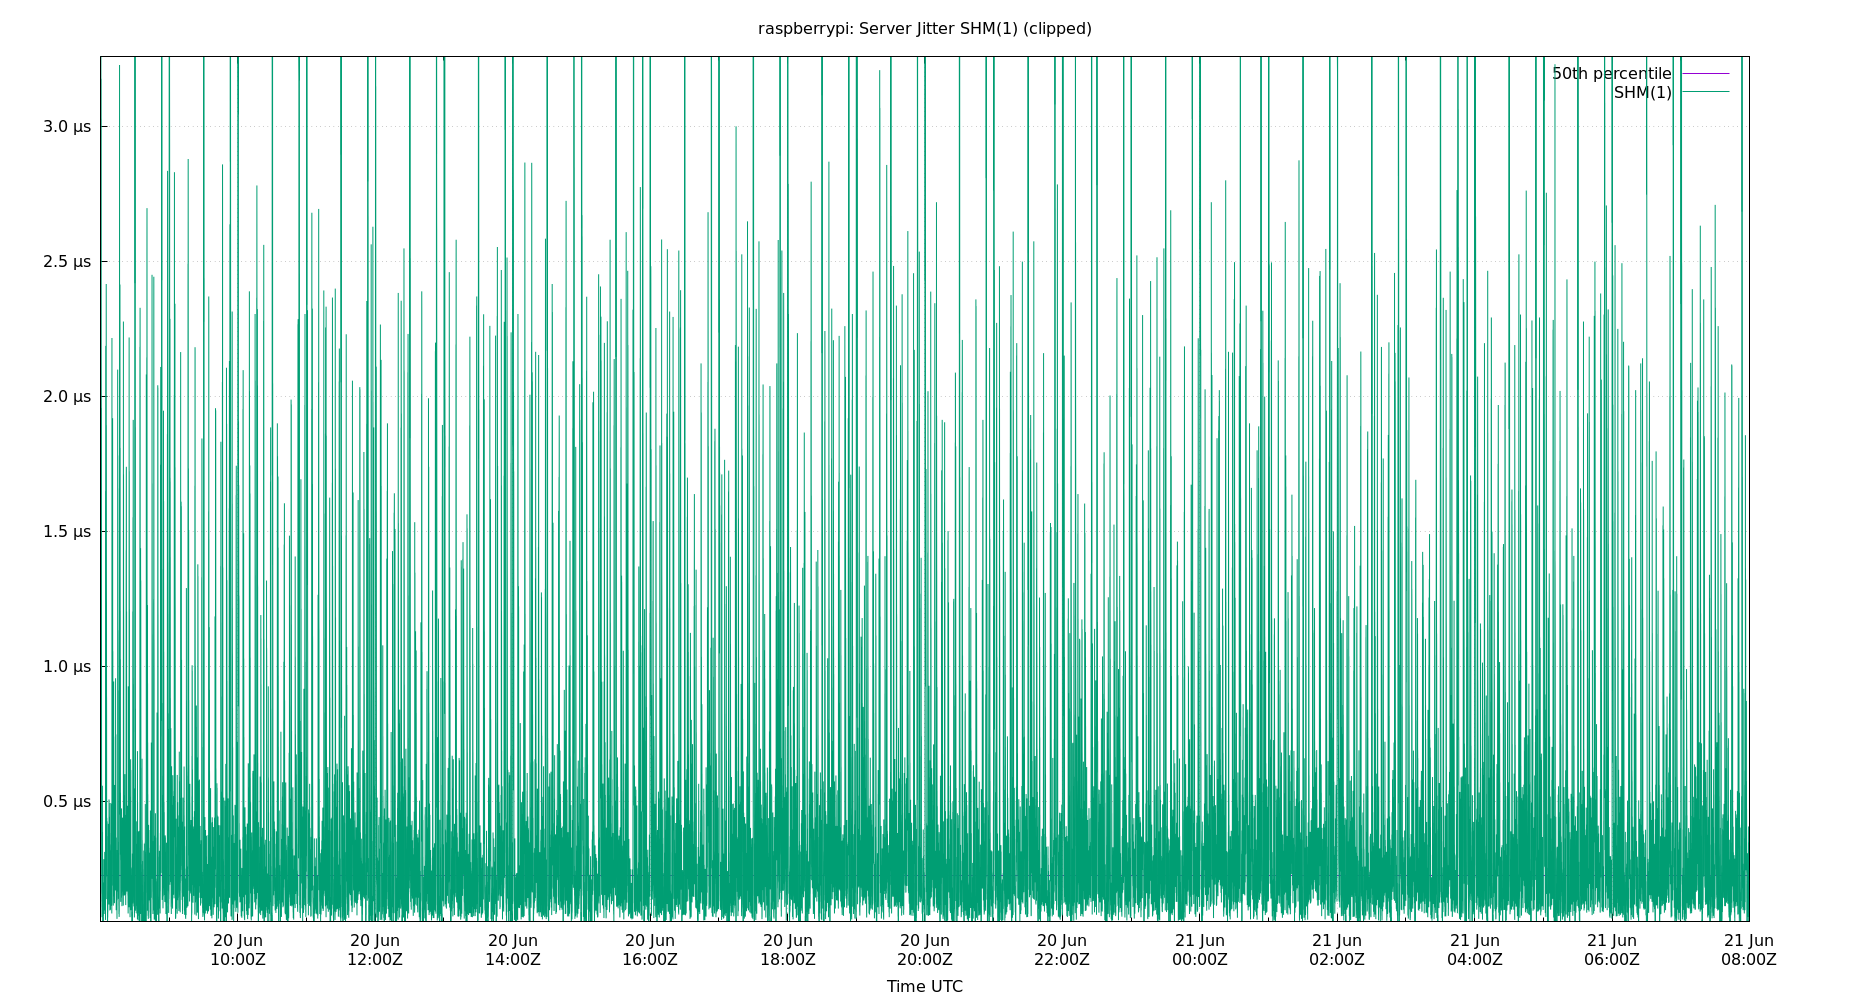 raspberrypi: Server Jitter SHM(1) (clipped)
50th percentile
SHM(1)
3.0 µs
2.5 µs
2.0 µs
1.5 µs
1.0 µs
0.5 µs
20 Jun 20 Jun 20 Jun 20 Jun 20 Jun 20 Jun 20 Jun 21 Jun 21 Jun 21 Jun 21 Jun 21 Jun
10:00Z 12:00Z 14:00Z 16:00Z 18:00Z 20:00Z 22:00Z 00:00Z 02:00Z 04:00Z 06:00Z 08:00Z
Time UTC